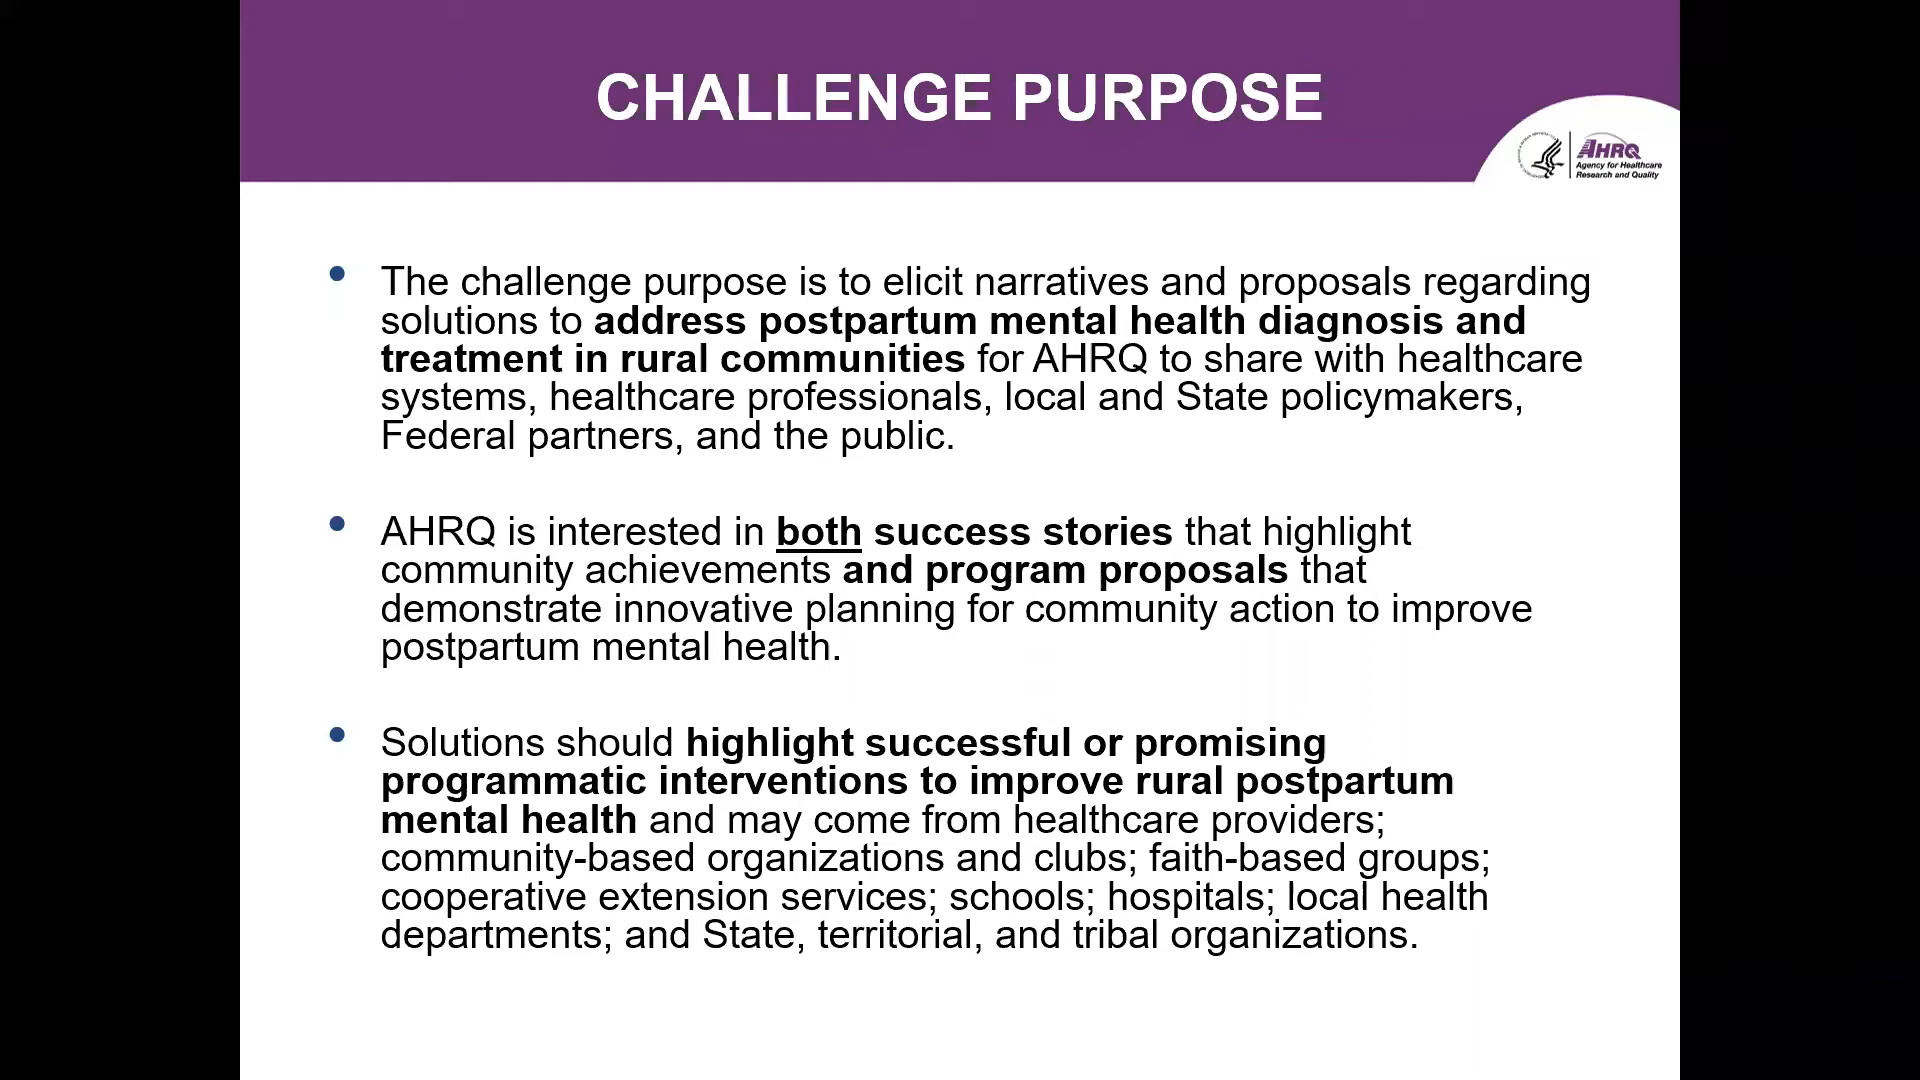 CHALLENGE PURPOSE
AHRQ
Agency for Healthcare
Research and Quality
• The challenge purpose is to elicit narratives and proposals regarding
solutions to address postpartum mental health diagnosis and
treatment in rural communities for AHRQ to share with healthcare
systems, healthcare professionals, local and State policymakers,
Federal partners, and the public.
• AHRQ is interested in both success stories that highlight
community achievements and program proposals that
demonstrate innovative planning for community action to improve
postpartum mental health.
• Solutions should highlight successful or promising
programmatic interventions to improve rural postpartum
mental health and may come from healthcare providers;
community-based organizations and clubs; faith-based groups;
cooperative extension services; schools; hospitals; local health
departments; and State, territorial, and tribal organizations.